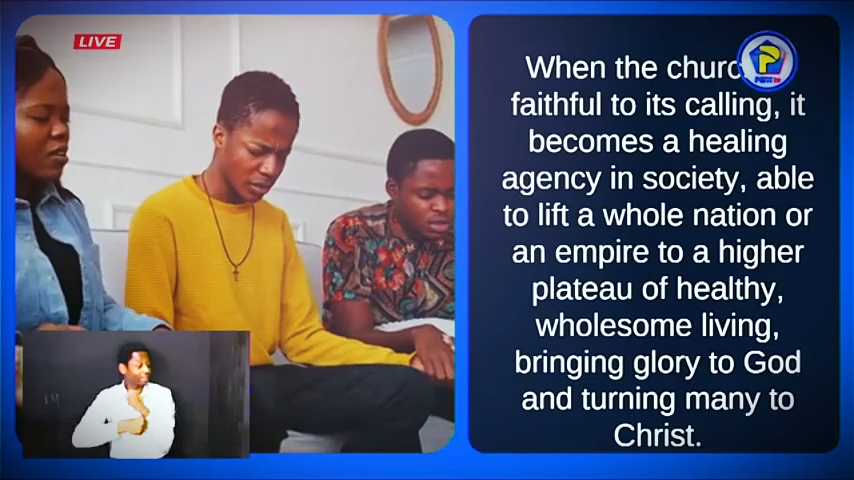 LIVE
When the
faithful to its calling, it
becomes a healing
agency in society, able
to lift a whole nation or
an empire to a higher
plateau of healthy,
wholesome living,
bringing glory to God
and turning many to
Christ.